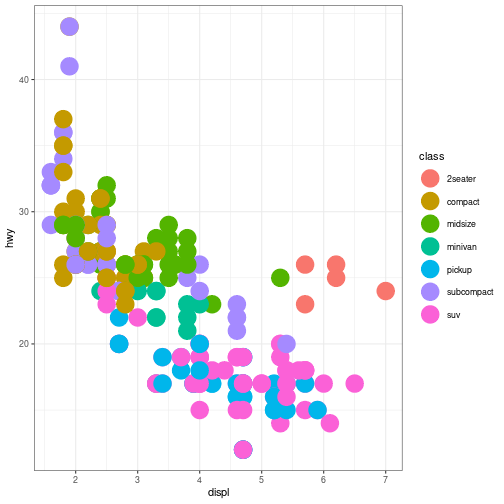 40
30
20
hwy
2 3 4 5 6 7
displ
class
2seater
compact
midsize
minivan
pickup
subcompact
suv